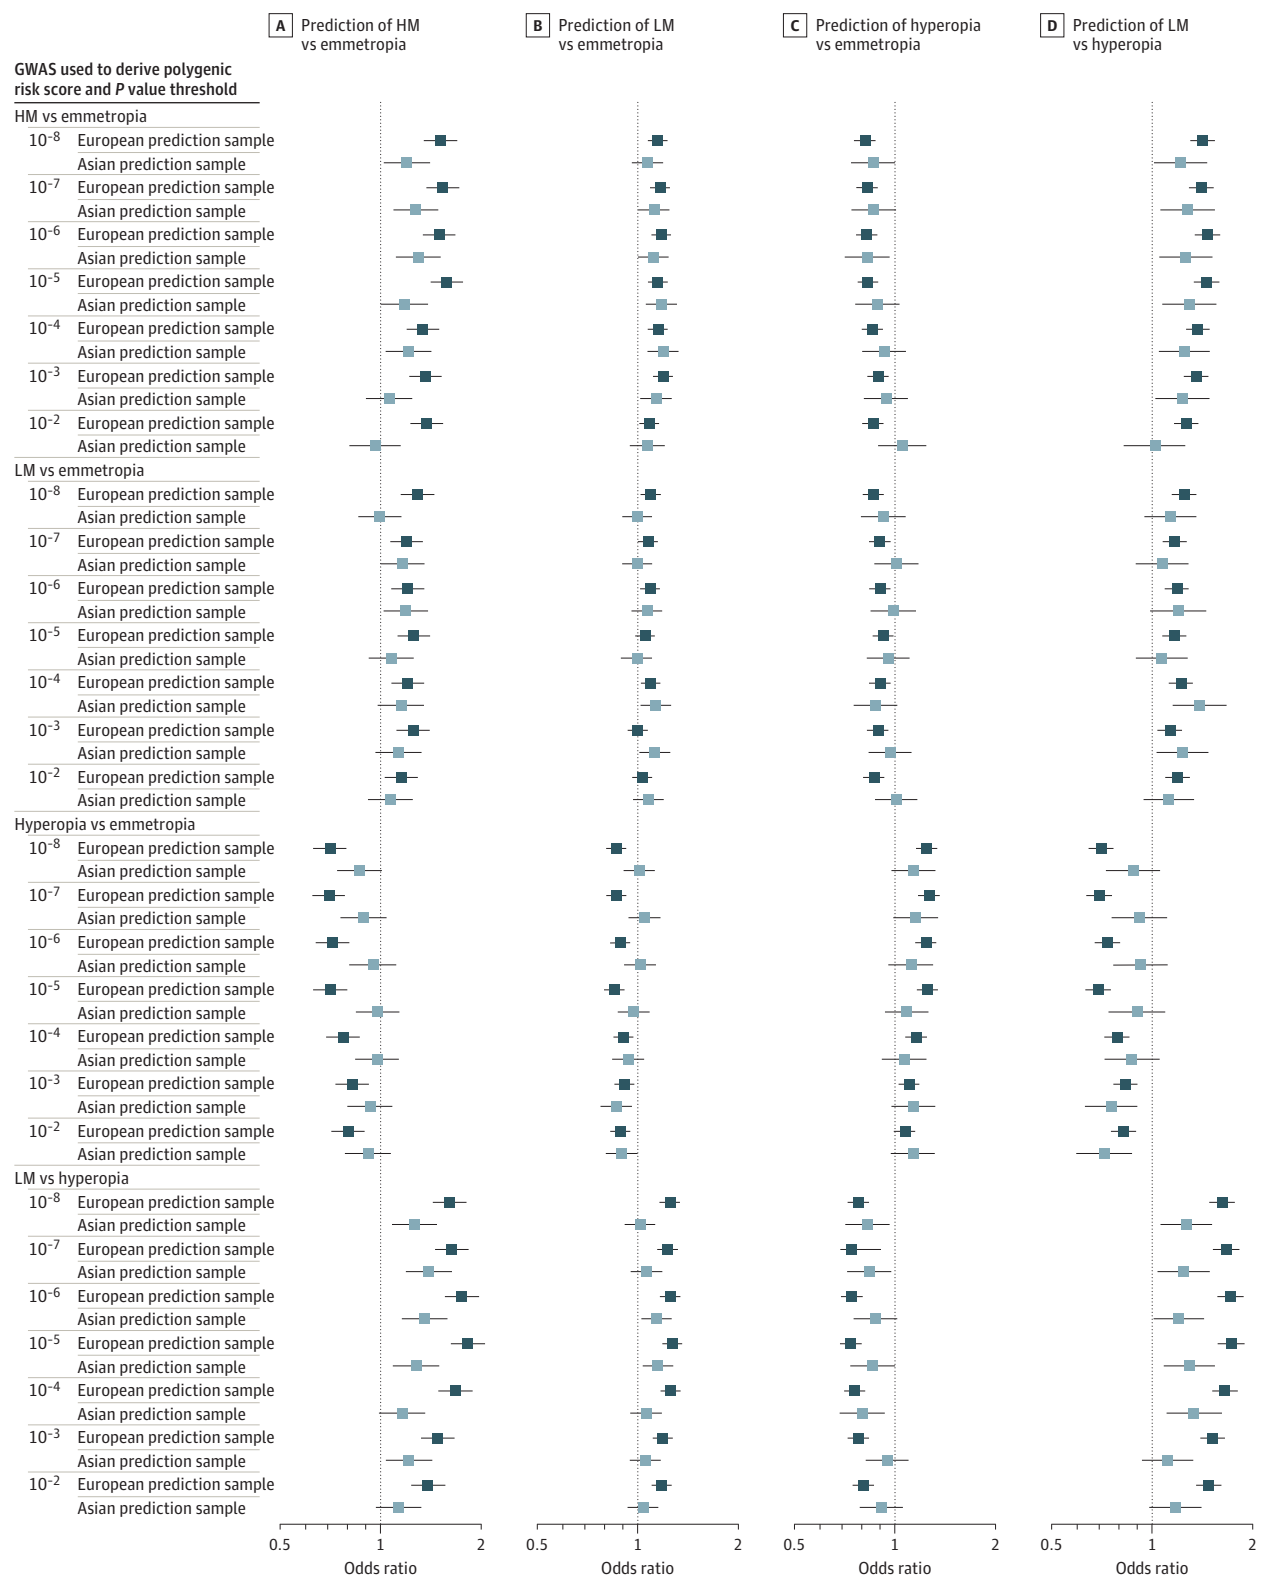 A Prediction of HM
vs emmetropia
B Prediction of LM
vs emmetropia
C Prediction of hyperopia
vs emmetropia
D Prediction of LM
vs hyperopia
GWAS used to derive polygenic
risk score and P value threshold
HM vs emmetropia
10-8 European prediction sample
Asian prediction sample
10-7 European prediction sample
Asian prediction sample
10-6 European prediction sample
Asian prediction sample
10-5 European prediction sample
Asian prediction sample
10-4 European prediction sample
Asian prediction sample
10-3 European prediction sample
Asian prediction sample
10-2 European prediction sample
Asian prediction sample
LM vs emmetropia
10-8 European prediction sample
Asian prediction sample
10-7 European prediction sample
Asian prediction sample
10-6 European prediction sample
Asian prediction sample
10-5 European prediction sample
Asian prediction sample
10-4 European prediction sample
Asian prediction sample
10-3 European prediction sample
Asian prediction sample
10-2 European prediction sample
Asian prediction sample
Hyperopia vs emmetropia
10-8 European prediction sample
Asian prediction sample
10-7 European prediction sample
Asian prediction sample
10-6 European prediction sample
Asian prediction sample
10-5 European prediction sample
Asian prediction sample
10-4 European prediction sample
Asian prediction sample
10-3 European prediction sample
Asian prediction sample
10-2 European prediction sample
Asian prediction sample
LM vs hyperopia
10-8 European prediction sample
Asian prediction sample
10-7 European prediction sample
Asian prediction sample
10-6 European prediction sample
Asian prediction sample
10-5 European prediction sample
Asian prediction sample
10-4 European prediction sample
Asian prediction sample
10-3 European prediction sample
Asian prediction sample
10-2 European prediction sample
Asian prediction sample
0.5 1 2 0.5 1 2 0.5 1 2 0.5 1 2
Odds ratio Odds ratio Odds ratio Odds ratio